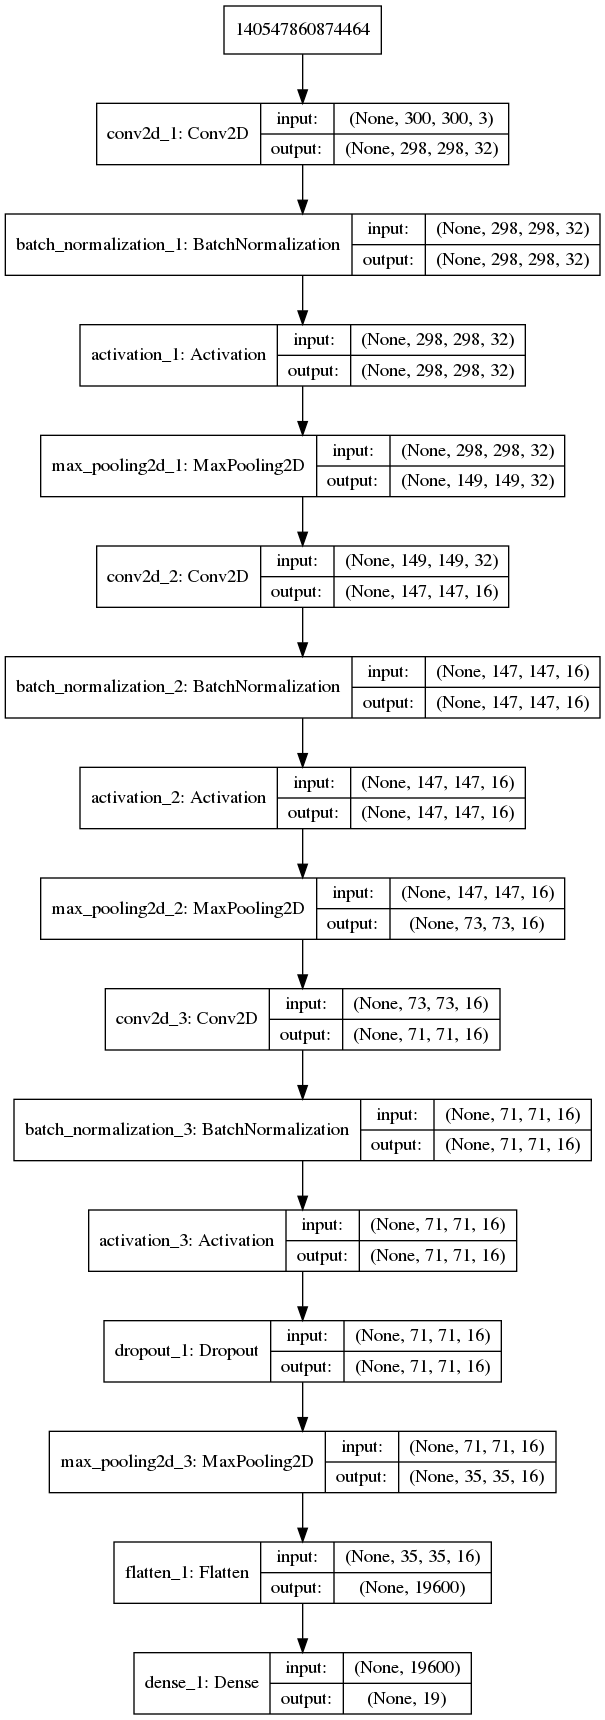 140547860874464
conv2d_1: Conv2D
input: (None, 300, 300, 3)
output: (None, 298, 298, 32)
batch_normalization_1: BatchNormalization
input: (None, 298, 298, 32)
output: (None, 298, 298, 32)
activation_1: Activation
input: (None, 298, 298, 32)
output: (None, 298, 298, 32)
max_pooling2d_1: MaxPooling2D
input: (None, 298, 298, 32)
output: (None, 149, 149, 32)
conv2d_2: Conv2D
input: (None, 149, 149, 32)
output: (None, 147, 147, 16)
batch_normalization_2: BatchNormalization
input: (None, 147, 147, 16)
output: (None, 147, 147, 16)
activation_2: Activation
input: (None, 147, 147, 16)
output: (None, 147, 147, 16)
max_pooling2d_2: MaxPooling2D
input: (None, 147, 147, 16)
output: (None, 73, 73, 16)
conv2d_3: Conv2D
input: (None, 73, 73, 16)
output: (None, 71, 71, 16)
batch_normalization_3: BatchNormalization
input: (None, 71, 71, 16)
output: (None, 71, 71, 16)
activation_3: Activation
input: (None, 71, 71, 16)
output: (None, 71, 71, 16)
dropout_1: Dropout
input: (None, 71, 71, 16)
output: (None, 71, 71, 16)
max_pooling2d_3: MaxPooling2D
input: (None, 71, 71, 16)
output: (None, 35, 35, 16)
flatten_1: Flatten
input: (None, 35, 35, 16)
output: (None, 19600)
dense_1: Dense
input: (None, 19600)
output: (None, 19)